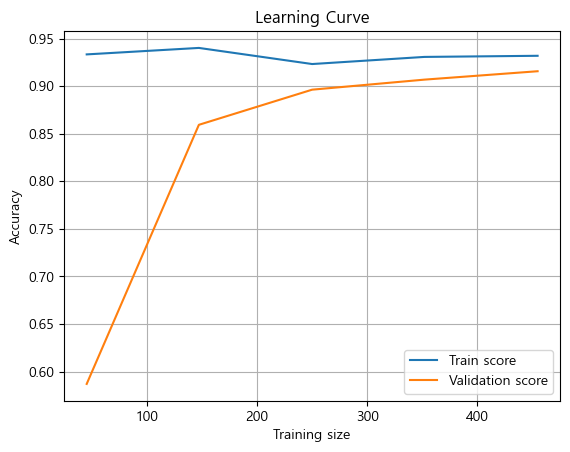 Learning Curve
0.95
0.90
0.85
0.80
0.75
0.70
0.65
0.60
Accuracy
Train score
Validation score
100 200 300 400
Training size